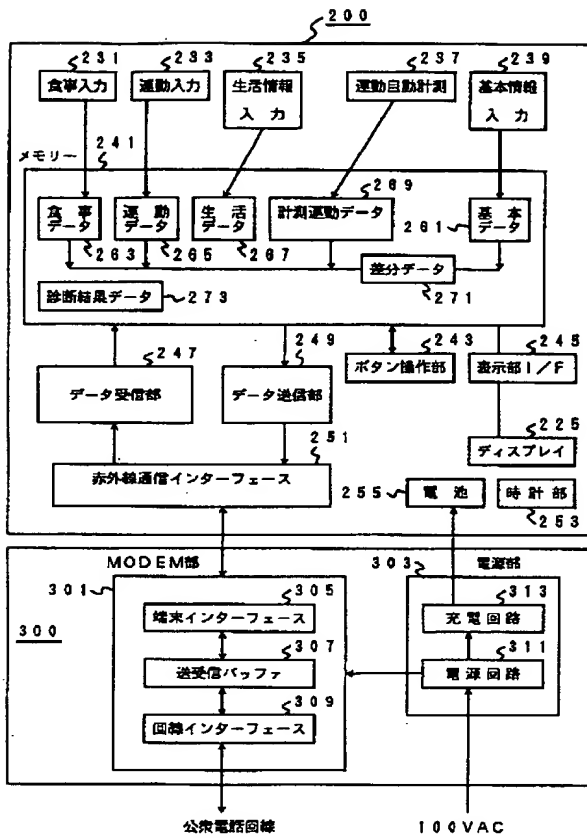 200
231
233
235
237
239
食事入力
運動入力
生活情報
入力
運動自動計測
基本情報
入力
メモリー
241
食事
データ
運動
データ
生活
データ
269
計測運動データ
261
基本
データ
263
265
267
差分データ
271
診断結果データ
273
247
249
243
245
データ受信部
データ送信部
ボタン操作部
表示部I/F
251
225
赤外線通信インターフェース
ディスプレイ
255
電池
時計部
253
MODEM部
301
303
電源部
305
端末インターフェース
313
充電回路
300
307
送受信バッファ
311
電源回路
309
回線インターフェース
公衆電話回線
100VAC